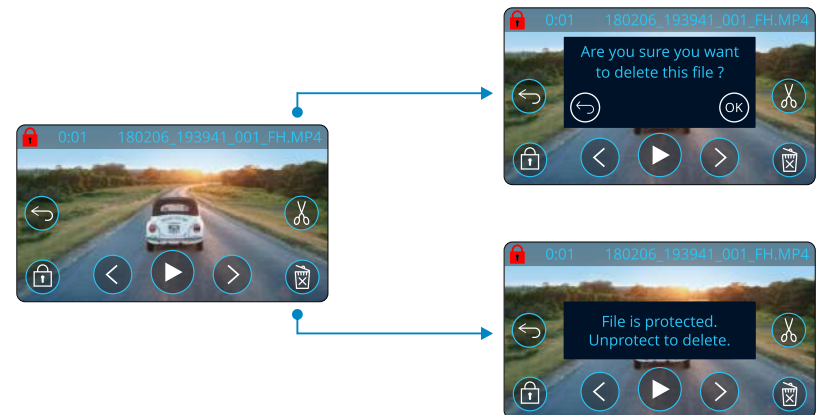 0:01 180206_193941_001_FH.MP4
0:01 180206_193941_001_FH.MP4
Are you sure you want
to delete this file ?
OK
0:01 180206_193941_001_FH.MP4
File is protected.
Unprotect to delete.